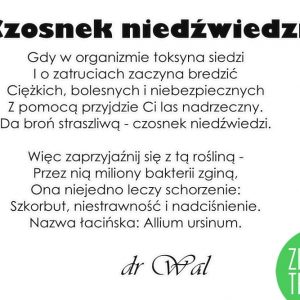 czosnek niedźwiedzi
Gdy w organizmie toksyna siedzi
I o zatruciach zaczyna bredzić
Ciężkich, bolesnych i niebezpiecznych
Z pomocą przyjdzie Ci las nadrzeczny.
Da broń straszliwą - czosnek niedźwiedzi.
Więc zaprzyjaźnij się z tą rośliną -
Przez nią miliony bakterii zginą,
Ona niejedno leczy schorzenie:
Szkorbut, niestrawność i nadciśnienie.
Nazwa łacińska: Allium ursinum.
dr Wal